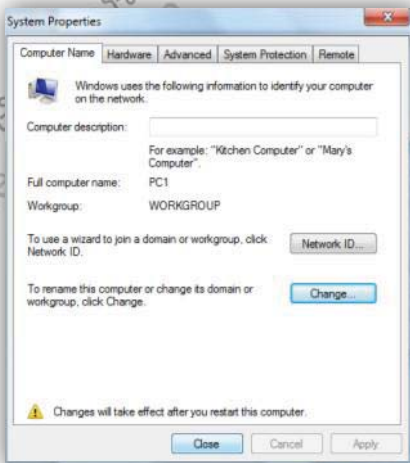 System Properties
Computer Name Hardware Advanced System Protection Remote
Windows uses the following information to identify your computer
on the network.
Computer description:
For example: "Kitchen Computer" or "Mary's
Computer".
Full computer name: PC1
Workgroup: WORKGROUP
To use a wizard to join a domain or workgroup, click
Network ID.
Network ID...
To rename this computer or change its domain or
workgroup, click Change.
Change...
Changes will take effect after you restart this computer.
Close Cancel Apply